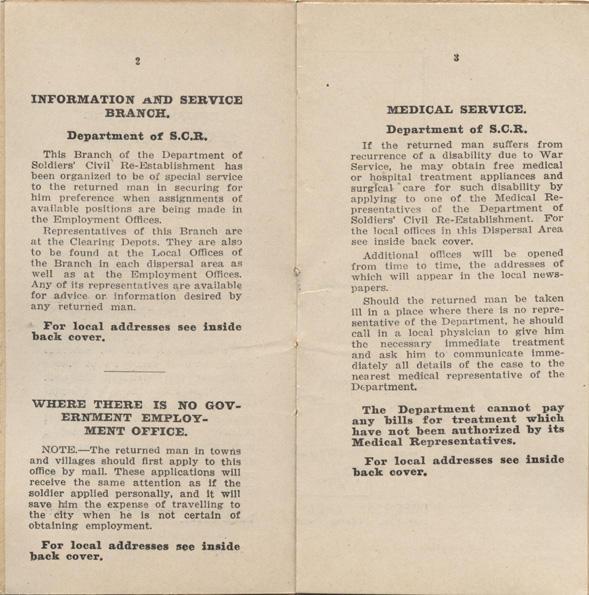 2
INFORMATION AND SERVICE
BRANCH.
Department of S.C.R.
This Branch of the Department of
Soldiers' Civil Re-Establishment has
been organized to be of special service
to the returned man in securing for
him preference when assignments of
available positions are being made in
the Employment Offices.
Representatives of this Branch are
at the Clearing Depots. They are also
to be found at the Local Offices of
the Branch in each dispersal area as
well as at the Employment Offices.
Any of its representatives are available
for advice or information desired by
any returned man.
For local addresses see inside
back cover.
WHERE THERE IS NO GOV-
ERNMENT EMPLOY-
MENT OFFICE.
NOTE.—The returned man in towns
and villages should first apply to this
office by mail. These applications will
receive the same attention as if the
soldier applied personally, and it will
save him the expense of travelling to
the city when he is not certain of
obtaining employment.
For local addresses see inside
back cover.
3
MEDICAL SERVICE.
Department of S.C.R.
If the returned man suffers from
recurrence of a disability due to War
Service, he may obtain free medical
or hospital treatment appliances and
surgical care for such disability by
applying to one of the Medical Re-
presentatives of the Department of
Soldiers' Civil Re-Establishment. For
the local offices in this Dispersal Area
see inside back cover.
Additional offices will be opened
from time to time, the addresses of
which will appear in the local news-
papers.
Should the returned man be taken
ill in a place where there is no repre-
sentative of the Department, he should
call in a local physician to give him
the necessary immediate treatment
and ask him to communicate imme-
diately all details of the case to the
nearest medical representative of the
Department.
The Department cannot pay
any bills for treatment which
have not been authorized by its
Medical Representatives.
For local addresses see inside
back cover.